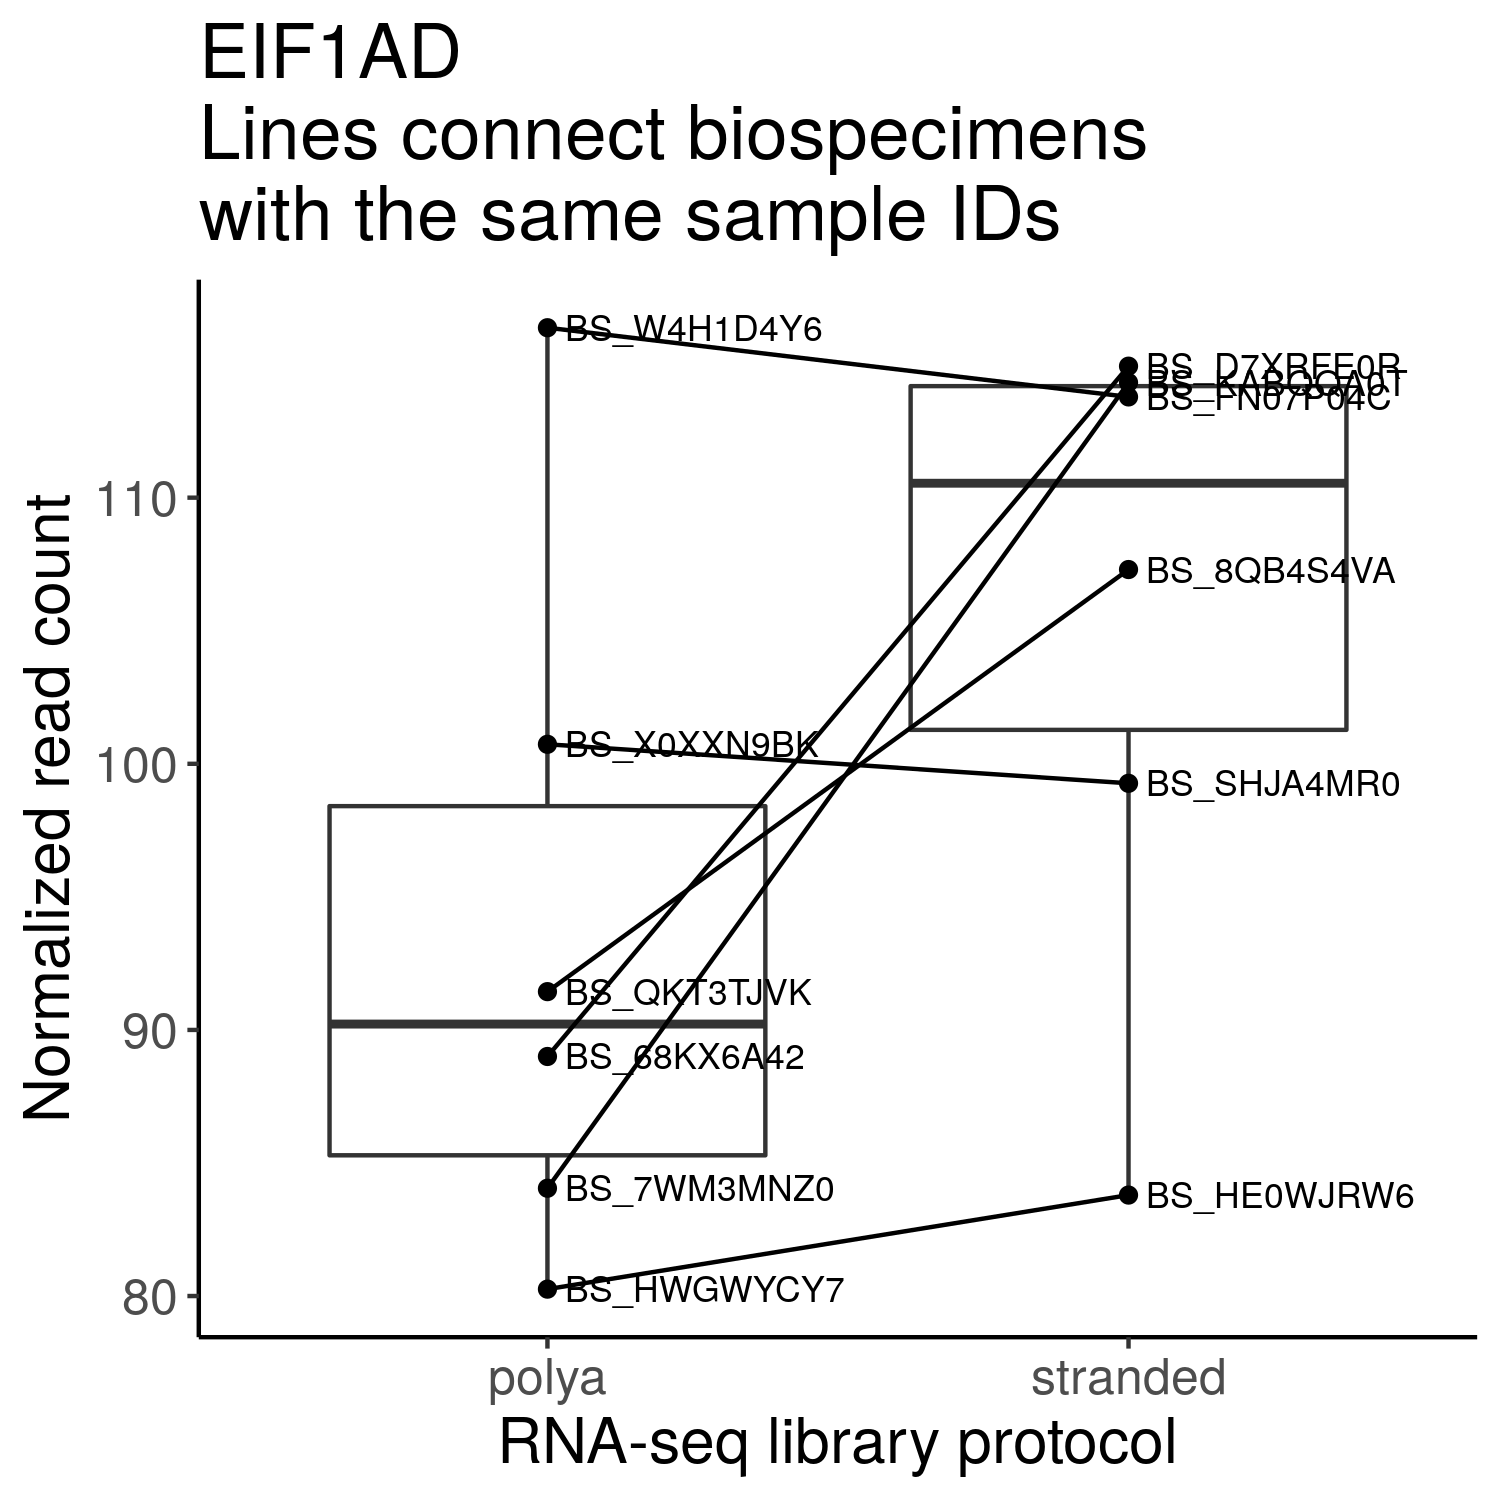 EIF1AD
Lines connect biospecimens
with the same sample IDs
Normalized read count
110
100
90
80
BS_W4H1D4Y6
BS_X0XXN9BK
BS_QKT3TJVK
BS_68KX6A42
BS_7WM3MNZ0
BS_HWGWYCY7
BS_8QB4S4VA
BS_SHJA4MR0
BS_HE0WJRW6
polya
stranded
RNA-seq library protocol